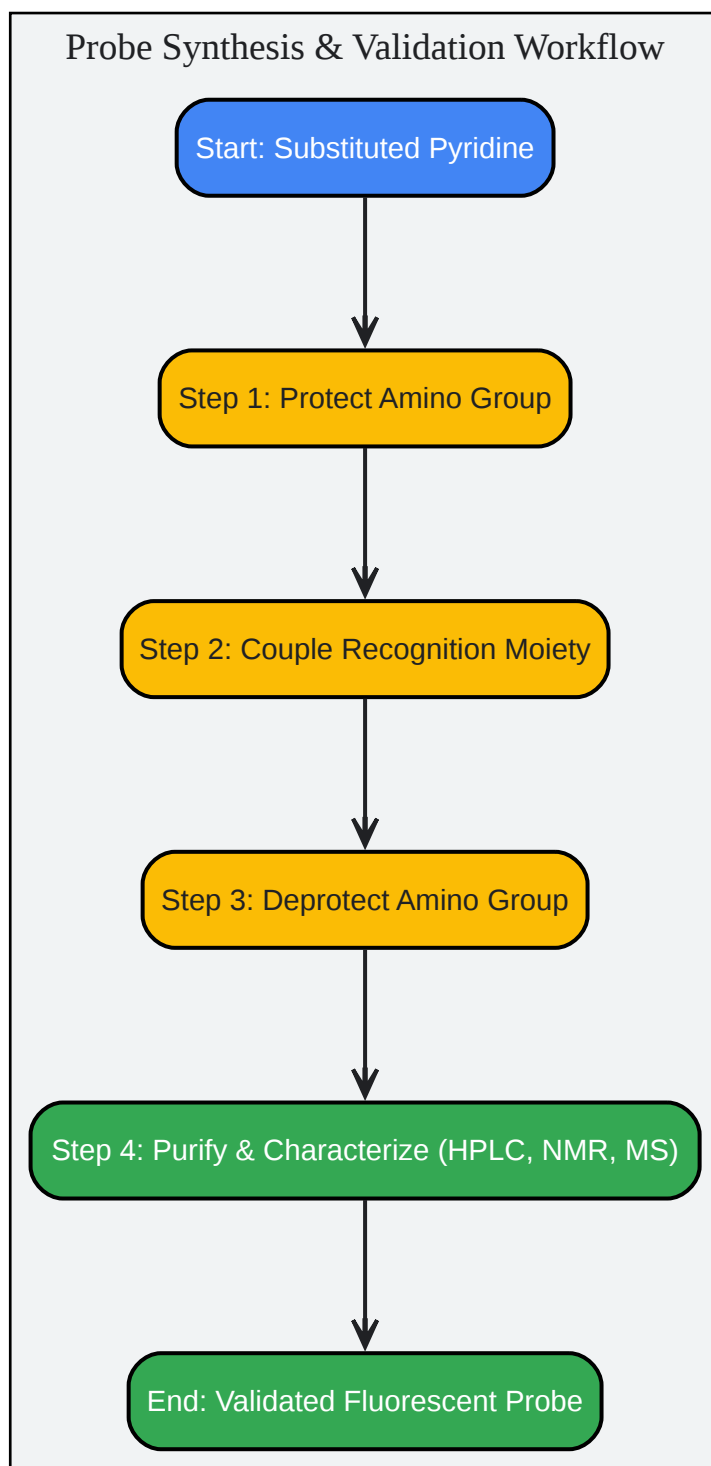 Probe Synthesis & Validation Workflow
Start: Substituted Pyridine
Step 1: Protect Amino Group
Step 2: Couple Recognition Moiety
Step 3: Deprotect Amino Group
Step 4: Purify & Characterize (HPLC, NMR, MS)
End: Validated Fluorescent Probe